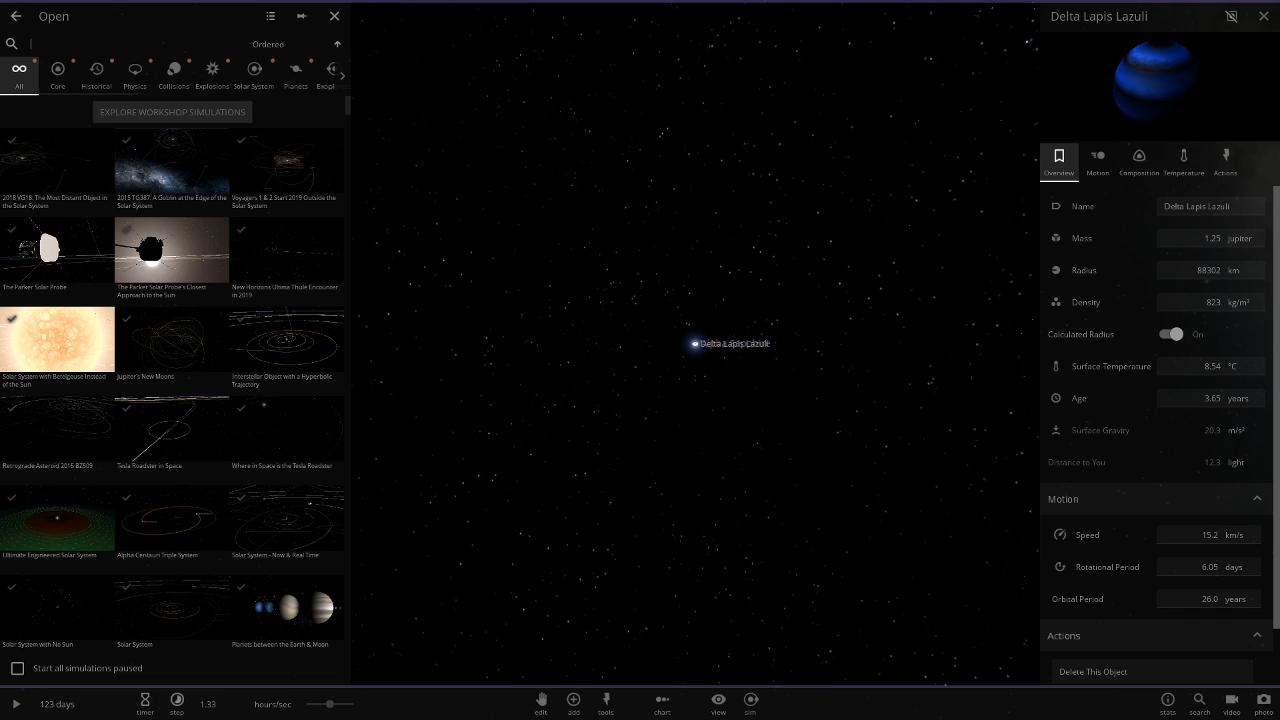 Open
Ordered
All
Core
Historical
Physics
Collisions
Explosions
Solar System
Planets
EXPLORE WORKSHOP SIMULATIONS
2018 VG18: The Most Distant Object in
the Solar System
2015 TG387: A Goblin at the Edge of the
Solar System
Voyagers 1 & 2 Start 2019 Outside the
Solar System
The Parker Solar Probe
The Parker Solar Probe's Closest
Approach to the Sun
New Horizons Ultima Thule Encounter
in 2019
Solar System with Betelgeuse Instead
of the Sun
Jupiter's New Moons
Interstellar Object with a Hyperbolic
Trajectory
Retrograde Asteroid 2015 BZ509
Tesla Roadster in Space
Where in Space is the Tesla Roadster
Ultimate Engineered Solar System
Alpha Centauri Triple System
Solar System - Now & Real Time
Solar System with No Sun
Solar System
Planets between the Earth & Moon
Start all simulations paused
Delta Lapis Lazuli
Delta Lapis Lazuli
Overview
Motion
Composition
Temperature
Actions
Name Delta Lapis Lazuli
Mass 1.25 jupiter
Radius 88302 km
Density 823 kg/m³
Calculated Radius On
Surface Temperature 8.54 °C
Age 3.65 years
Surface Gravity 20.3 m/s²
Distance to You 12.3 light
Motion
Speed 15.2 km/s
Rotational Period 6.05 days
Orbital Period 26.0 years
Actions
Delete This Object
123 days
timer
step
1.33 hours/sec
edit
add
tools
chart
view
sim
stats
search
video
photo